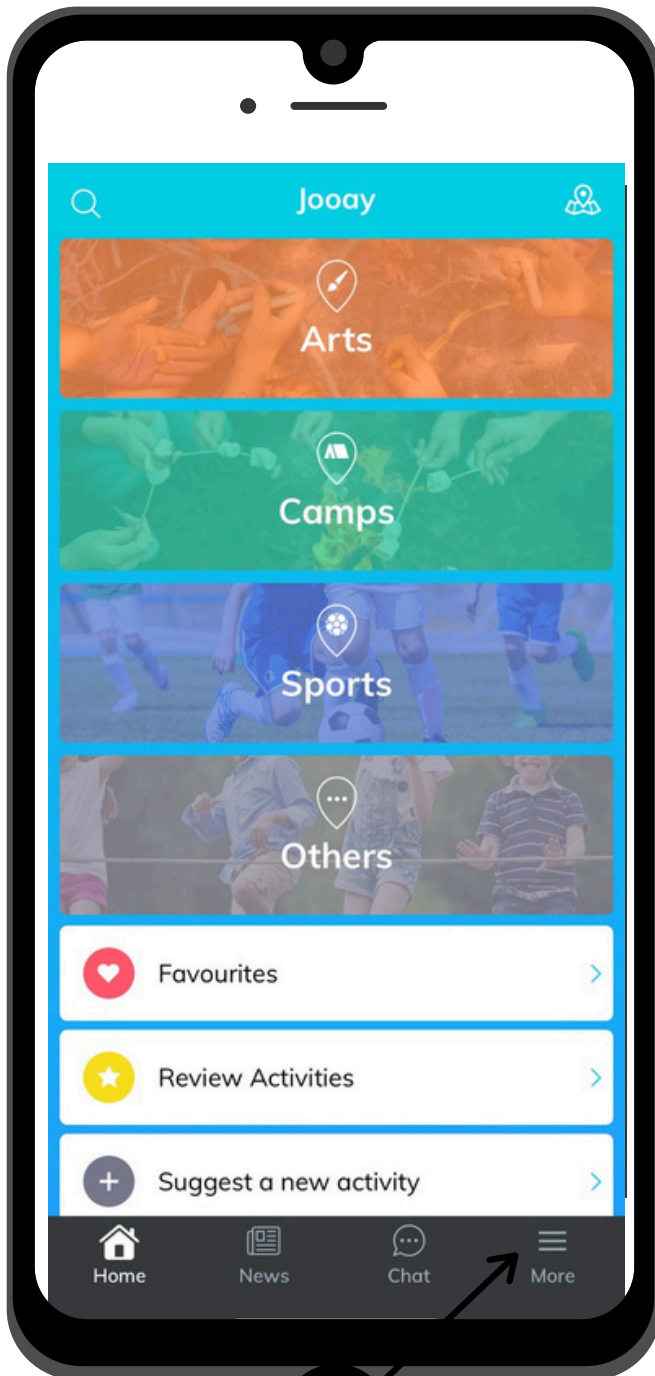 Jooay
Arts
Camps
Sports
Others
Favourites
Review Activities
Suggest a new activity
Home News Chat More